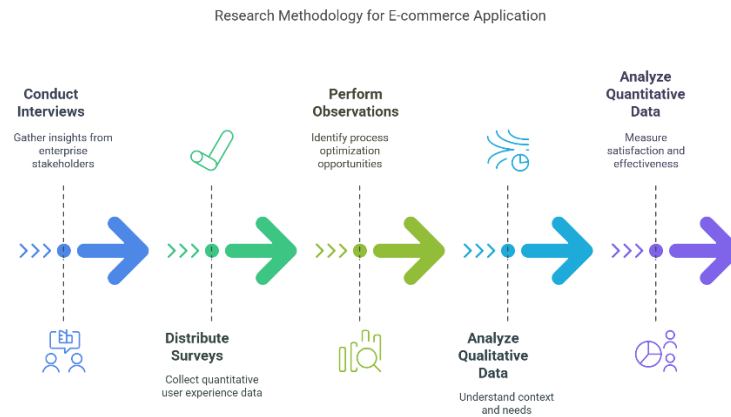 Research Methodology for E-commerce Application
Conduct
Interviews
Gather insights from
enterprise
stakeholders
Distribute
Surveys
Collect quantitative
user experience data
Perform
Observations
Identify process
optimization
opportunities
Analyze
Qualitative
Data
Understand context
and needs
Analyze
Quantitative
Data
Measure
satisfaction and
effectiveness